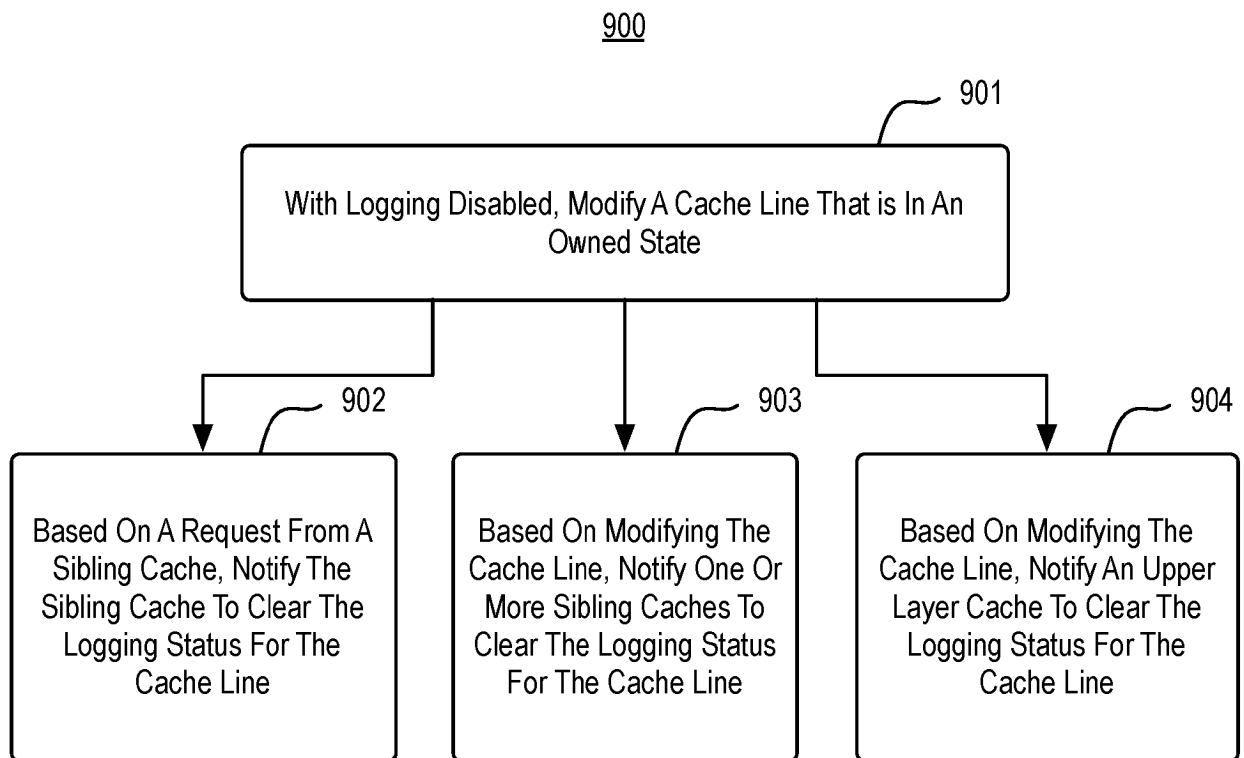 900
901
With Logging Disabled, Modify A Cache Line That is In An
Owned State
902
Based On A Request From A
Sibling Cache, Notify The
Sibling Cache To Clear The
Logging Status For The
Cache Line
903
Based On Modifying The
Cache Line, Notify One Or
More Sibling Caches To
Clear The Logging Status
For The Cache Line
904
Based On Modifying The
Cache Line, Notify An Upper
Layer Cache To Clear The
Logging Status For The
Cache Line